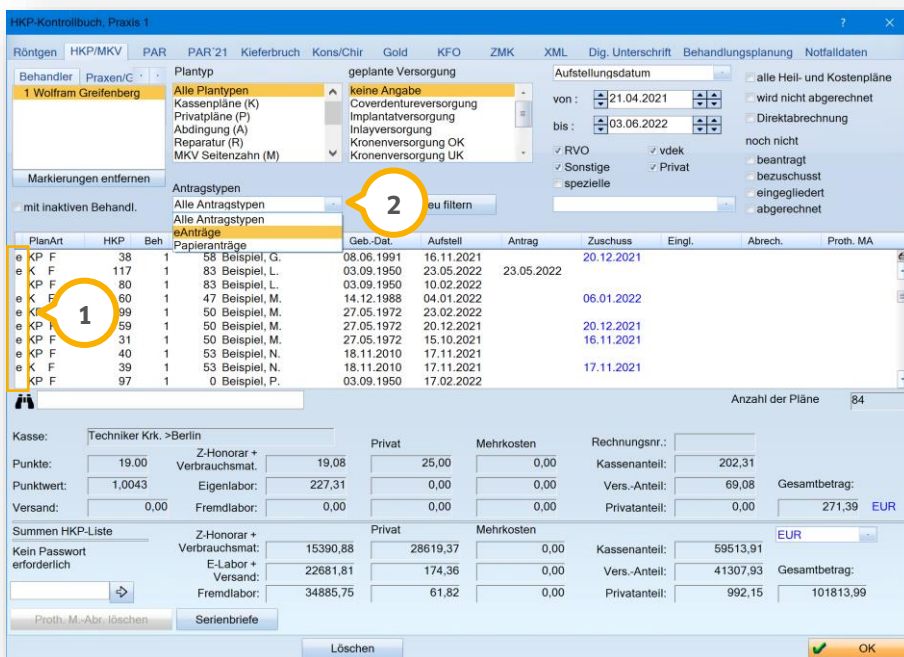 HKP-Kontrollbuch, Praxis 1 ?
Röntgen HKP/MKV PAR PAR´21 Kieferbruch Kons/Chir Gold KFO ZMK XML Dig. Unterschrift Behandlungsplanung Notfalldaten
Behandler Praxen/G
1 Wolfram Greifenberg
Markierungen entfernen
mit inaktiven Behandl.
Plantyp
Alle Plantypen
Kassenpläne (K)
Privatpläne (P)
Abdingung (A)
Reparatur (R)
MKV Seitenzahn (M)
geplante Versorgung
keine Angabe
Coverdentureversorgung
Implantatversorgung
Inlayversorgung
Kronenversorgung OK
Kronenversorgung UK
Antragstypen
Alle Antragstypen
Alle Antragstypen
eAnträge
Papieranträge
2
eu filtern
Aufstellungsdatum
von : 21.04.2021
bis : 03.06.2022
RVO vdek
Sonstige Privat
spezielle
alle Heil- und Kostenpläne
wird nicht abgerechnet
Direktabrechnung
noch nicht
beantragt
bezuschusst
eingegliedert
abgerechnet
PlanArt HKP Beh Geb.-Dat. Aufstell Antrag Zuschuss Eingl. Abrech. Proth. MA
e KP F 38 1 58 Beispiel, G. 08.06.1991 16.11.2021 20.12.2021
e K F 117 1 83 Beispiel, L. 03.09.1950 23.05.2022 23.05.2022
KP F 80 1 83 Beispiel, L. 03.09.1950 10.02.2022
e K F 60 1 47 Beispiel, M. 14.12.1988 04.01.2022 06.01.2022
e 99 1 50 Beispiel, M. 27.05.1972 23.02.2022
e KP F 59 1 50 Beispiel, M. 27.05.1972 20.12.2021 20.12.2021
e KP F 31 1 50 Beispiel, M. 27.05.1972 15.10.2021 16.11.2021
e KP F 40 1 53 Beispiel, N. 18.11.2010 17.11.2021
e K F 39 1 53 Beispiel, N. 18.11.2010 17.11.2021 17.11.2021
KP F 97 1 0 Beispiel, P. 03.09.1950 17.02.2022
1
Anzahl der Pläne 84
Kasse: Techniker Krk. >Berlin Privat Mehrkosten Rechnungsnr.:
Punkte: 19.00 Z-Honorar + Verbrauchsmat. 19,08 25,00 0,00 Kassenanteil: 202,31
Punktwert: 1,0043 Eigenlabor: 227,31 0,00 0,00 Vers.-Anteil: 69,08 Gesamtbetrag:
Versand: 0,00 Fremdlabor: 0,00 0,00 0,00 Privatanteil: 0,00 271,39 EUR
Summen HKP-Liste Privat Mehrkosten EUR
Kein Passwort erforderlich Z-Honorar + Verbrauchsmat: 15390,88 28619,37 0,00 Kassenanteil: 59513,91
E-Labor + Versand: 22681,81 174,36 0,00 Vers.-Anteil: 41307,93 Gesamtbetrag:
Fremdlabor: 34885,75 61,82 0,00 Privatanteil: 992,15 101813,99
Proth. M.-Abr. löschen Serienbriefe
Löschen OK